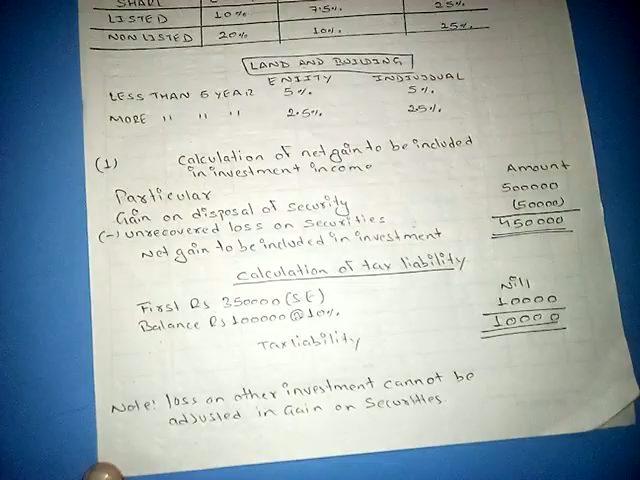 LISTED 10% 7.5% 25%
NON LISTED 20% 10% 25%
LAND AND BUILDING
ENTITY INDIVIDUAL
LESS THAN 5 YEAR 5% 5%
MORE " " " 2.5% 2.5%
(1) Calculation of net gain to be included
in investment income
Particular Amount
Gain on disposal of security 500000
(-) unrecovered loss on securities (50000)
Net gain to be included in investment 450000
Calculation of tax liability
First Rs 350000 (SE) Nill
Balance Rs 100000 @ 10% 10000
Tax liability 10000
Note: loss on other investment cannot be
adjusted in Gain on Securities